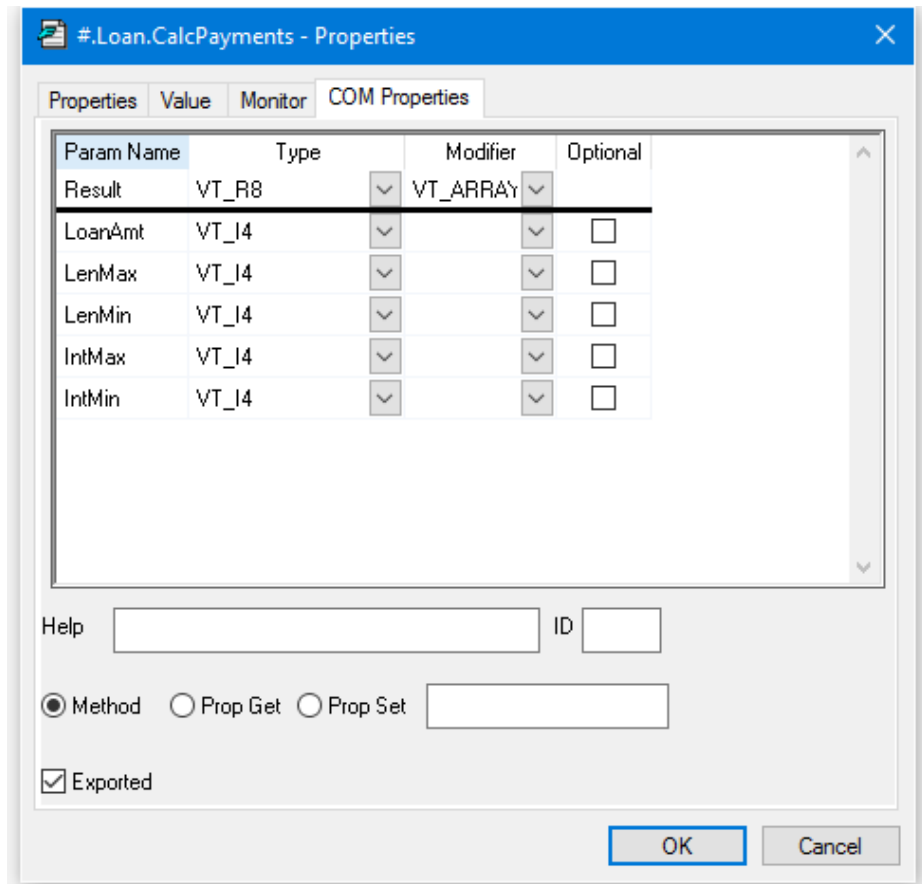 #.Loan.CalcPayments - Properties
Properties Value Monitor COM Properties
Param Name Type Modifier Optional
Result VT_R8 VT_ARRAY
LoanAmt VT_I4
LenMax VT_I4
LenMin VT_I4
IntMax VT_I4
IntMin VT_I4
Help ID
Method Prop Get Prop Set
Exported
OK Cancel